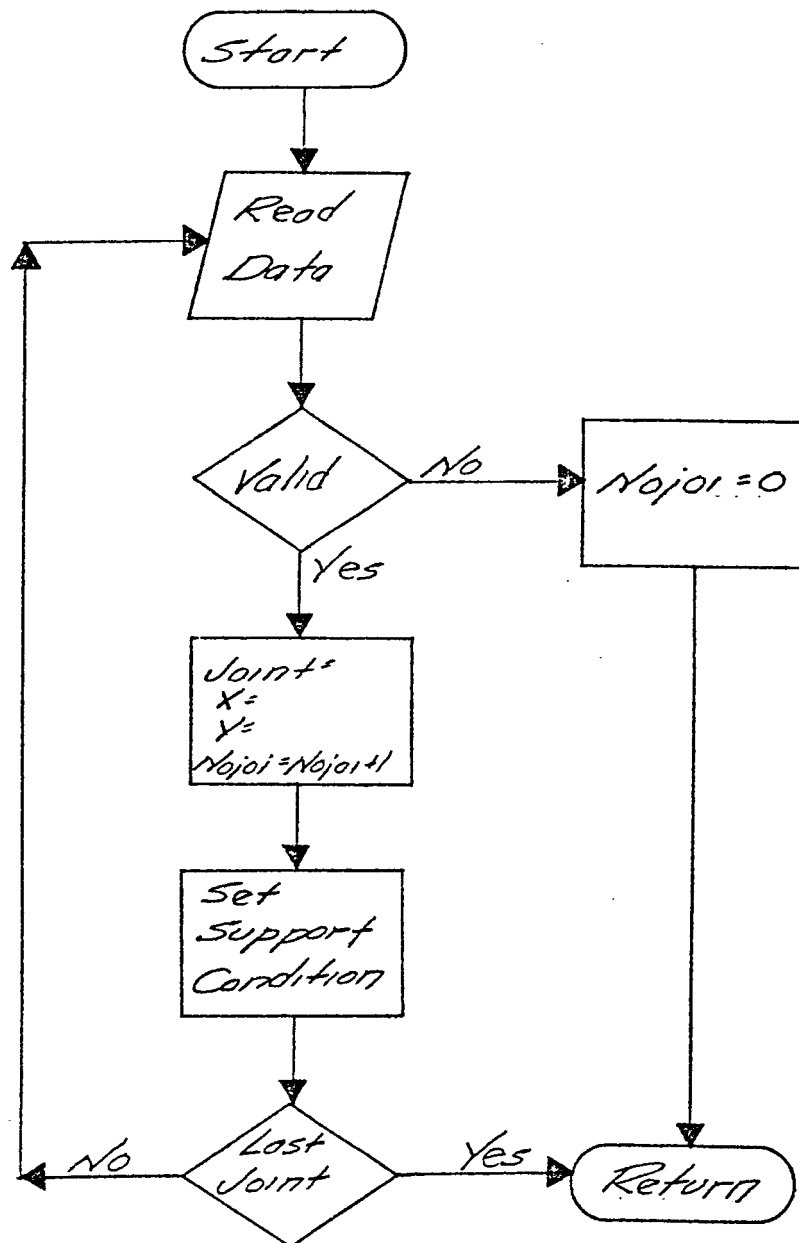 Start
Read
Data
Valid
No
Nojoi=0
Yes
Joint=
X=
Y=
Nojoi=Nojoi+1
Set
Support
Condition
Last
Joint
No
Yes
Return